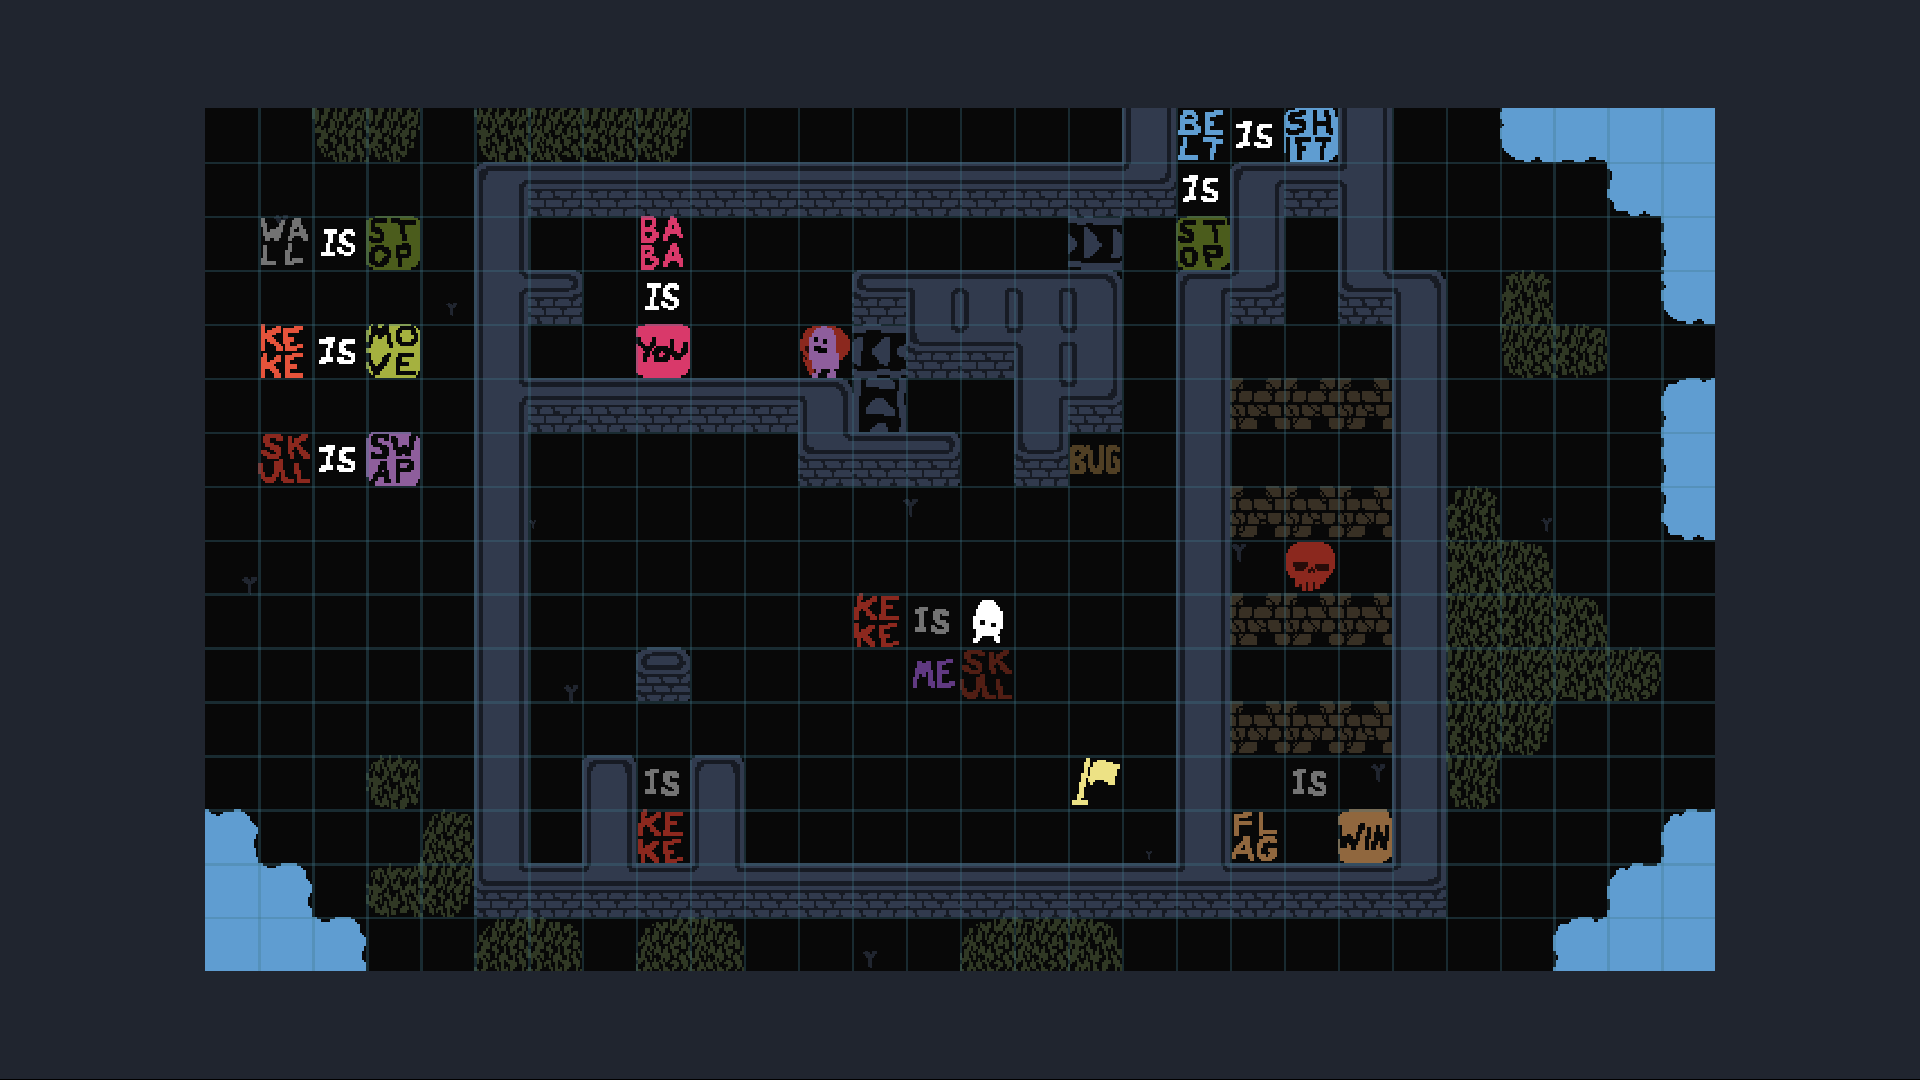 BELT IS SHFT
IS
WALL IS STOP
BABA
STOP
IS
KEKE IS MOVE
YOU
SKULL IS SWAP
BUG
KEKE IS
ME SKULL
IS
IS
KEKE
FLAG
WIN